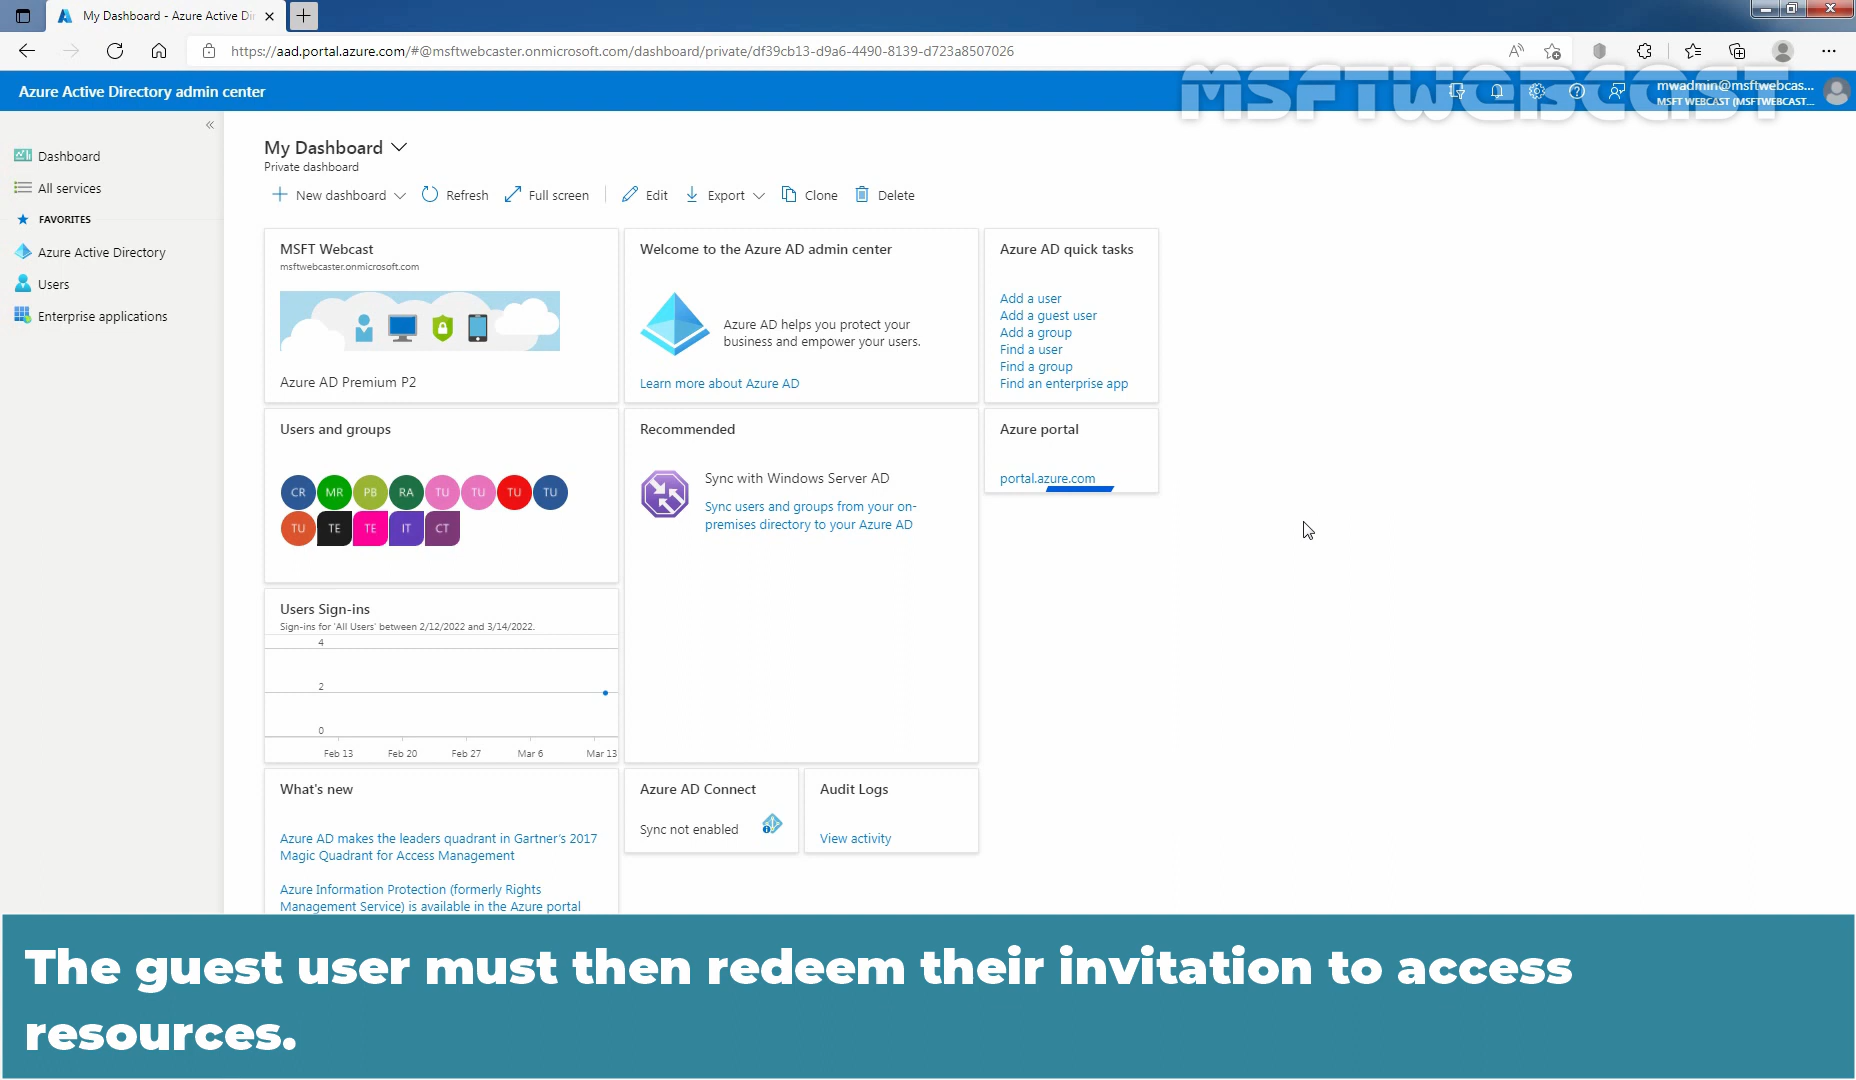 My Dashboard - Azure Active Di
https://aad.portal.azure.com/#@msftwebcaster.onmicrosoft.com/dashboard/private/df39cb13-d9a6-4490-8139-d723a8507026
MSFTWEBCAST
Azure Active Directory admin center
mwadmin@msftwebcas...
MSFT WEBCAST (MSFTWEBCAST...
Dashboard
All services
FAVORITES
Azure Active Directory
Users
Enterprise applications
My Dashboard
Private dashboard
New dashboard
Refresh
Full screen
Edit
Export
Clone
Delete
MSFT Webcast
msftwebcaster.onmicrosoft.com
Azure AD Premium P2
Welcome to the Azure AD admin center
Azure AD helps you protect your
business and empower your users.
Learn more about Azure AD
Azure AD quick tasks
Add a user
Add a guest user
Add a group
Find a user
Find a group
Find an enterprise app
Users and groups
CR MR PB RA TU TU TU TU
TU TE TE IT CT
Recommended
Sync with Windows Server AD
Sync users and groups from your on-
premises directory to your Azure AD
Azure portal
portal.azure.com
Users Sign-ins
Sign-ins for 'All Users' between 2/12/2022 and 3/14/2022.
4
2
0
Feb 13 Feb 20 Feb 27 Mar 6 Mar 13
What's new
Azure AD makes the leaders quadrant in Gartner's 2017
Magic Quadrant for Access Management
Azure Information Protection (formerly Rights
Management Service) is available in the Azure portal
Azure AD Connect
Sync not enabled
Audit Logs
View activity
The guest user must then redeem their invitation to access
resources.